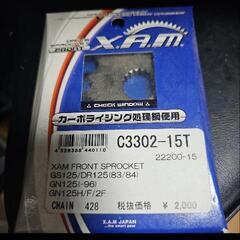 X.A.M
CHECK WINDOW
カーボライジング処理鋼使用
C3302-15T
22200-15
XAM FRONT SPROCKET
GS125/DR125(83/84)
GN125(-96)
GN125H/F/2F
CHAIN 428 税抜価格 ¥ 2,000
X.A.M JAPAN